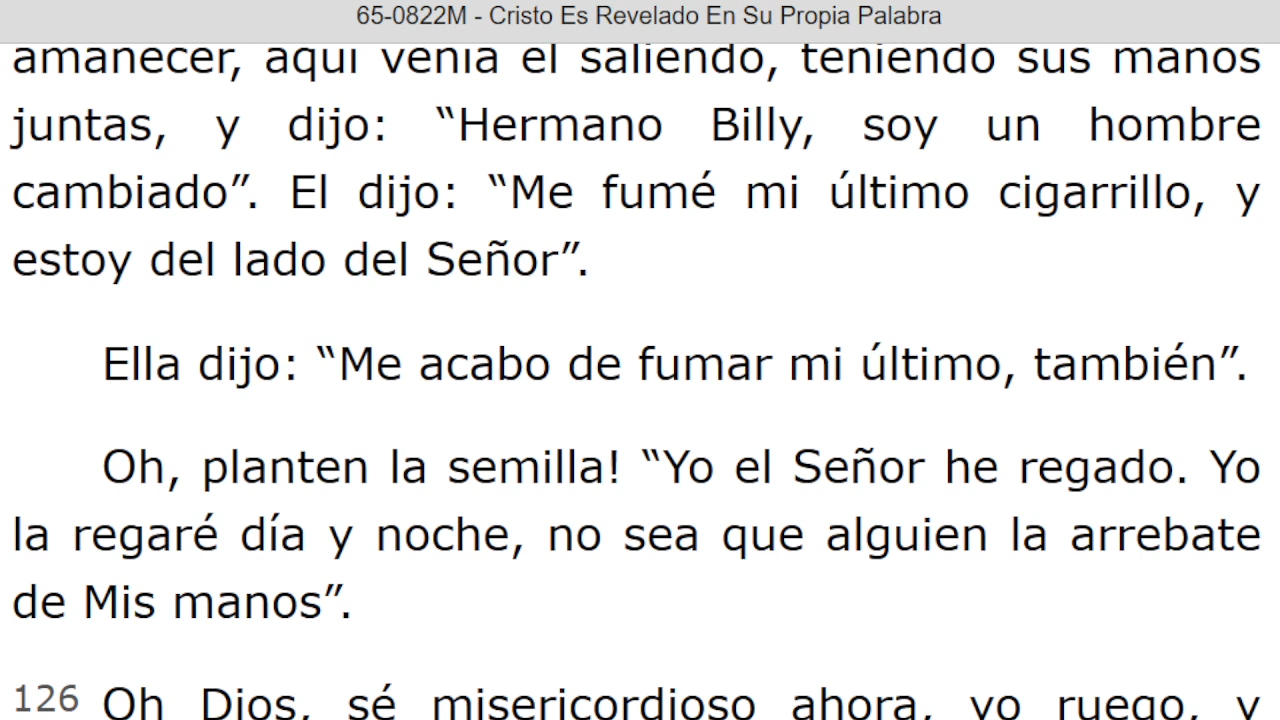 65-0822M - Cristo Es Revelado En Su Propia Palabra
amanecer, aquí venía él saliendo, teniendo sus manos
juntas, y dijo: “Hermano Billy, soy un hombre
cambiado”. El dijo: “Me fumé mi último cigarrillo, y
estoy del lado del Señor”.
Ella dijo: “Me acabo de fumar mi último, también”.
Oh, planten la semilla! “Yo el Señor he regado. Yo
la regaré día y noche, no sea que alguien la arrebate
de Mis manos”.
126 Oh Dios, sé misericordioso ahora, yo ruego, y